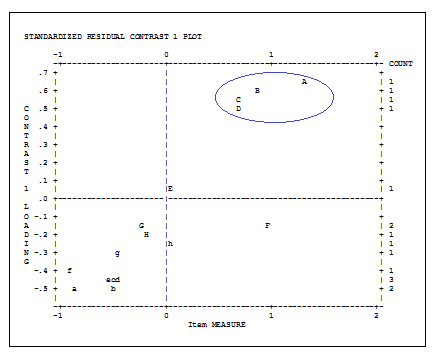 STANDARDIZED RESIDUAL CONTRAST 1 PLOT
-1 0 1 2
COUNT
.7
A 1
.6 B 1
C 1
C .5 D 1
O
N .4
T
R .3
A
S .2
T
.1
1 E 1
.0
L
O -.1
A G F 2
D -.2 H 1
I h 1
N -.3 g 1
G
-.4 f 1
ecd 3
-.5 a b 2
-1 0 1 2
Item MEASURE